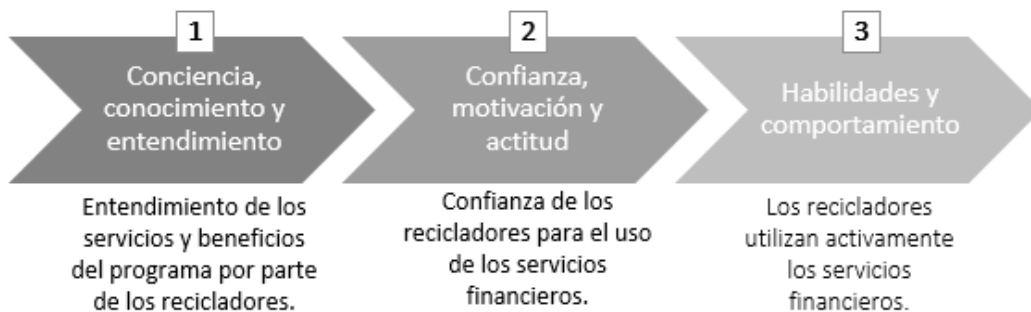 1
Conciencia,
conocimiento y
entendimiento
Entendimiento de los
servicios y beneficios
del programa por parte
de los recicladores.
2
Confianza,
motivación y
actitud
Confianza de los
recicladores para el uso
de los servicios
financieros.
3
Habilidades y
comportamiento
Los recicladores
utilizan activamente
los servicios
financieros.